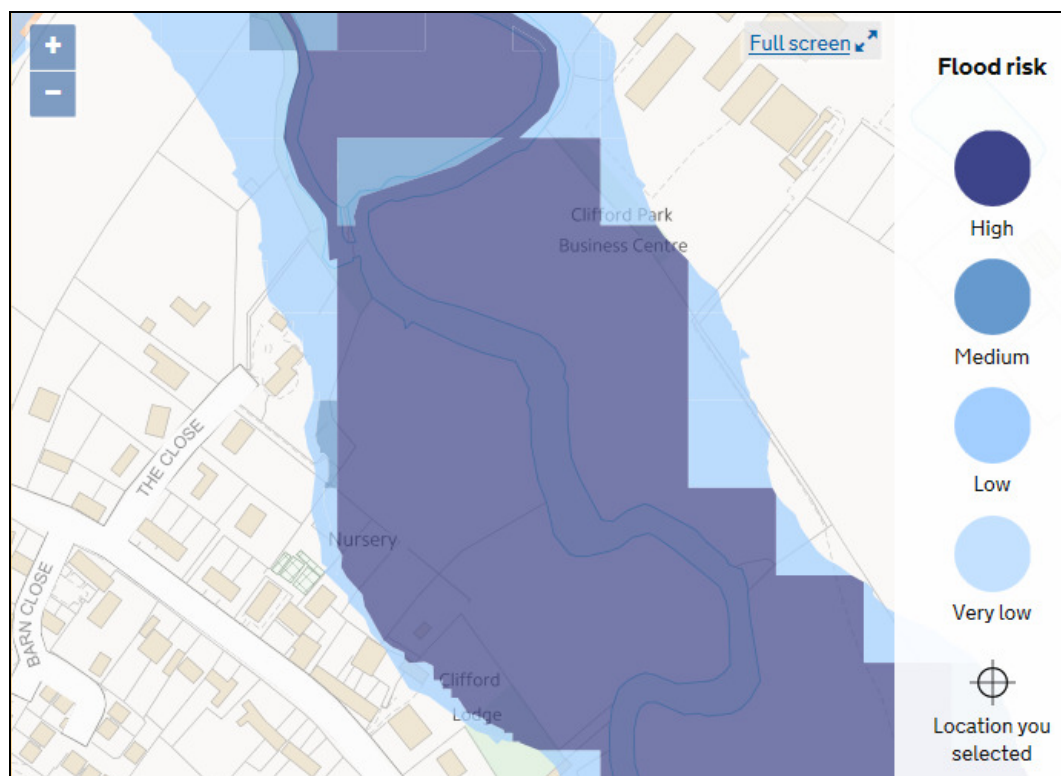 +
−
Full screen
Flood risk
High
Medium
Low
Very low
Location you
selected
Clifford Park
Business Centre
THE CLOSE
Nursery
BARN CLOSE
Clifford
Lodge